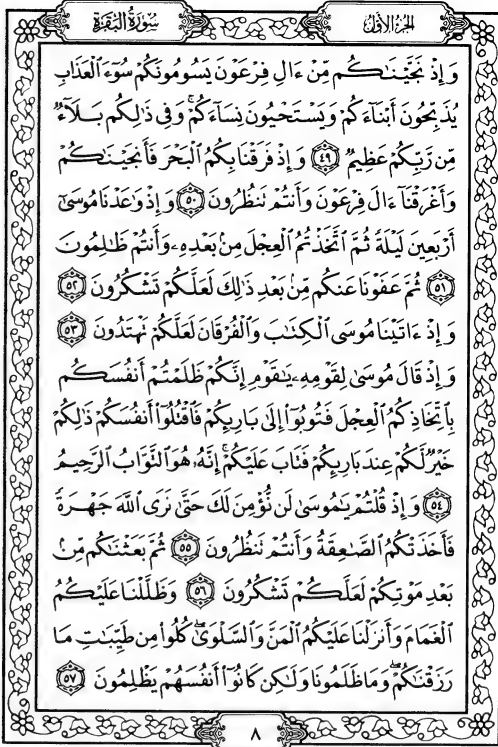 الجزء الأول
سورة البقرة
وَإِذْ نَجَّيْنَٰكُم مِّنْ ءَالِ فِرْعَوْنَ يَسُومُونَكُمْ سُوٓءَ ٱلْعَذَابِ
يُذَبِّحُونَ أَبْنَآءَكُمْ وَيَسْتَحْيُونَ نِسَآءَكُمْ ۚ وَفِى ذَٰلِكُم بَلَآءٌ
مِّن رَّبِّكُمْ عَظِيمٌ ٤٩ وَإِذْ فَرَقْنَا بِكُمُ ٱلْبَحْرَ فَأَنجَيْنَٰكُمْ
وَأَغْرَقْنَآ ءَالَ فِرْعَوْنَ وَأَنتُمْ تَنظُرُونَ ٥٠ وَإِذْ وَٰعَدْنَا مُوسَىٰٓ
أَرْبَعِينَ لَيْلَةً ثُمَّ ٱتَّخَذْتُمُ ٱلْعِجْلَ مِنۢ بَعْدِهِۦ وَأَنتُمْ ظَٰلِمُونَ
٥١ ثُمَّ عَفَوْنَا عَنكُم مِّنۢ بَعْدِ ذَٰلِكَ لَعَلَّكُمْ تَشْكُرُونَ ٥٢
وَإِذْ ءَاتَيْنَا مُوسَى ٱلْكِتَٰبَ وَٱلْفُرْقَانَ لَعَلَّكُمْ تَهْتَدُونَ ٥٣
وَإِذْ قَالَ مُوسَىٰ لِقَوْمِهِۦ يَٰقَوْمِ إِنَّكُمْ ظَلَمْتُمْ أَنفُسَكُم
بِٱتِّخَاذِكُمُ ٱلْعِجْلَ فَتُوبُوٓا۟ إِلَىٰ بَارِئِكُمْ فَٱقْتُلُوٓا۟ أَنفُسَكُمْ ذَٰلِكُمْ
خَيْرٌ لَّكُمْ عِندَ بَارِئِكُمْ فَتَابَ عَلَيْكُمْ ۚ إِنَّهُۥ هُوَ ٱلتَّوَّابُ ٱلرَّحِيمُ
٥٤ وَإِذْ قُلْتُمْ يَٰمُوسَىٰ لَن نُّؤْمِنَ لَكَ حَتَّىٰ نَرَى ٱللَّهَ جَهْرَةً
فَأَخَذَتْكُمُ ٱلصَّٰعِقَةُ وَأَنتُمْ تَنظُرُونَ ٥٥ ثُمَّ بَعَثْنَٰكُم مِّنۢ
بَعْدِ مَوْتِكُمْ لَعَلَّكُمْ تَشْكُرُونَ ٥٦ وَظَلَّلْنَا عَلَيْكُمُ
ٱلْغَمَامَ وَأَنزَلْنَا عَلَيْكُمُ ٱلْمَنَّ وَٱلسَّلْوَىٰ ۖ كُلُوا۟ مِن طَيِّبَٰتِ مَا
رَزَقْنَٰكُمْ ۖ وَمَا ظَلَمُونَا وَلَٰكِن كَانُوٓا۟ أَنفُسَهُمْ يَظْلِمُونَ ٥٧
٨